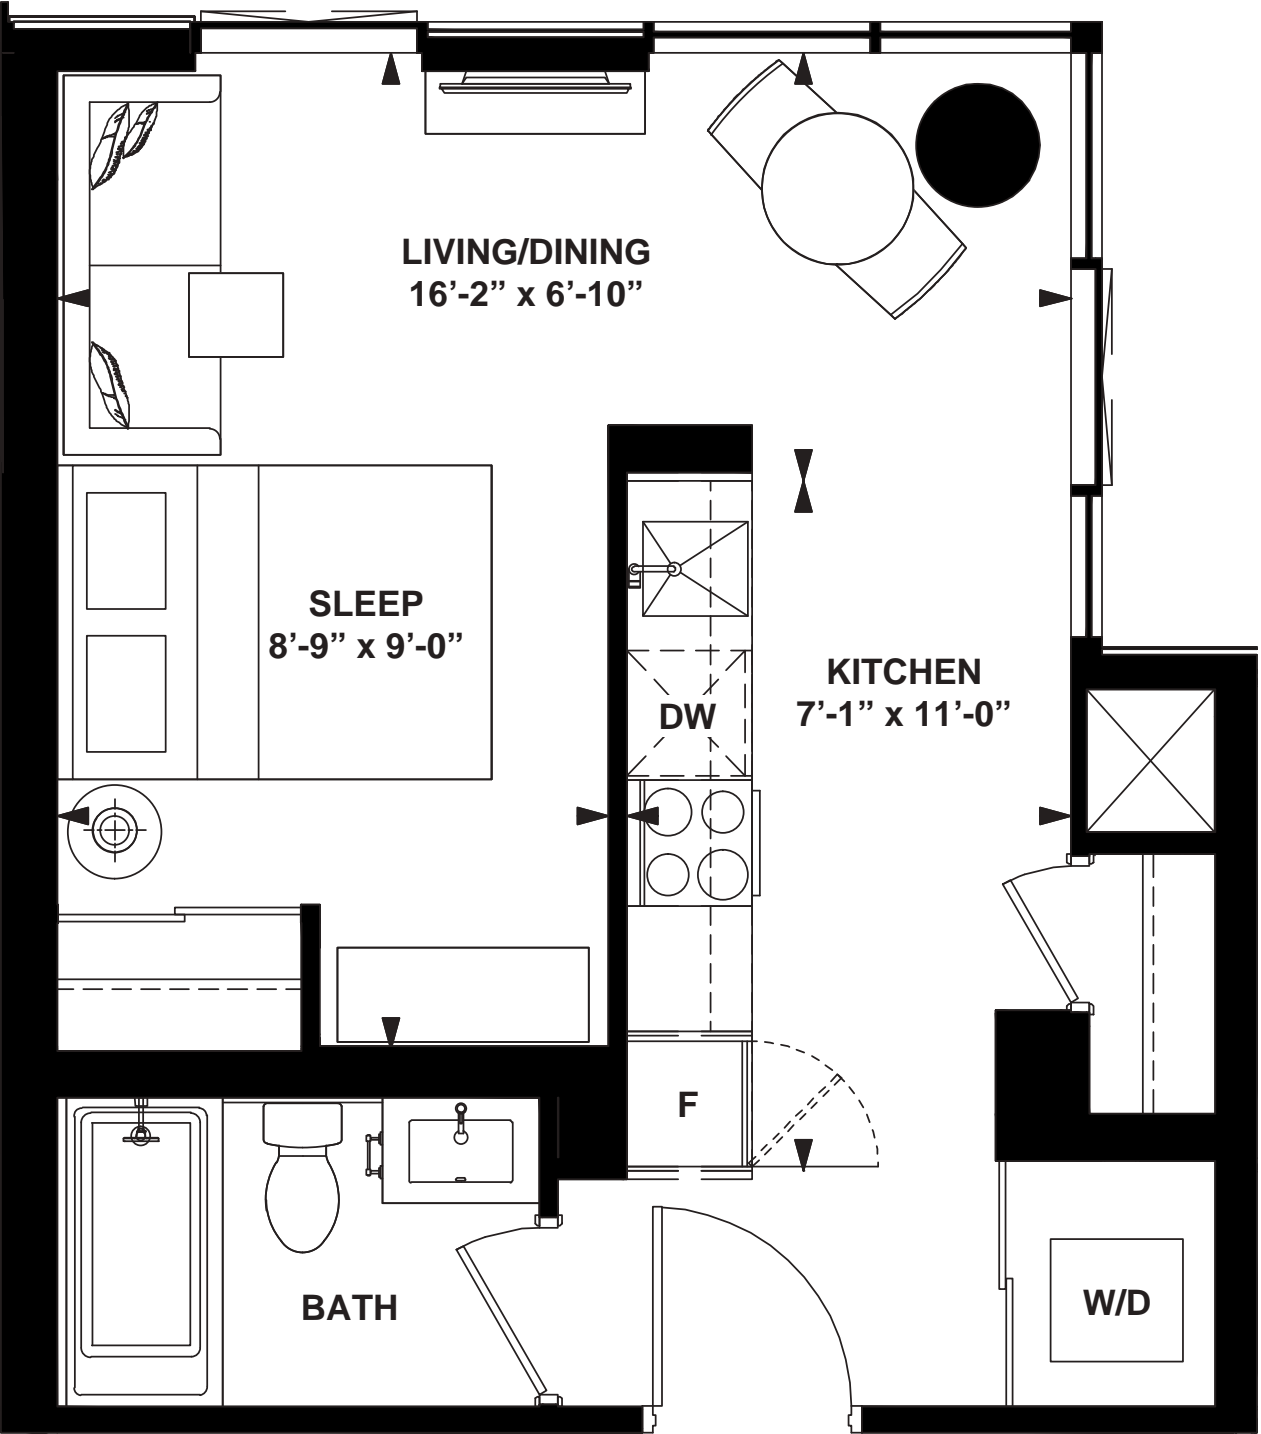 LIVING/DINING
16’-2” x 6’-10”
SLEEP
8’-9” x 9’-0”
KITCHEN
7’-1” x 11’-0”
DW
F
BATH
W/D